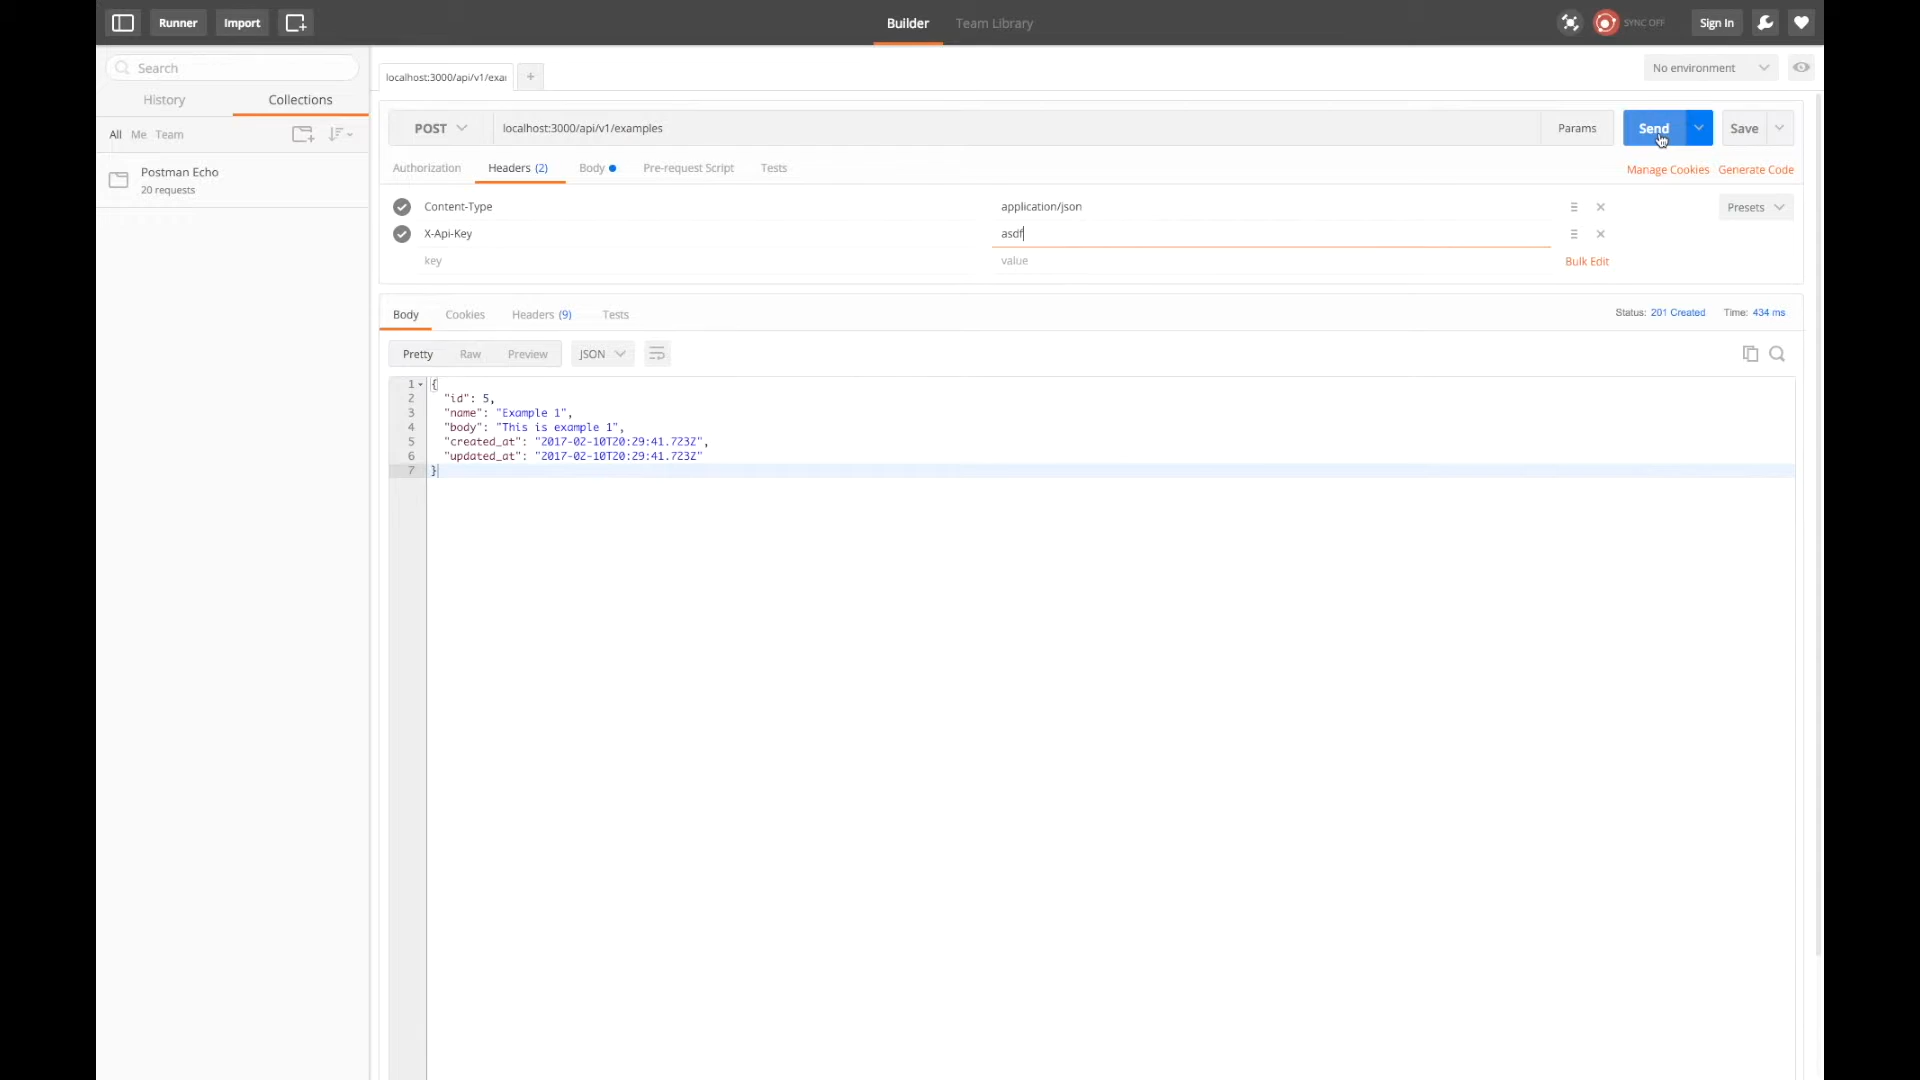 Runner Import Builder Team Library SYNC OFF Sign In
Search
History Collections
All Me Team
Postman Echo
20 requests
localhost:3000/api/v1/exa + No environment
POST localhost:3000/api/v1/examples Params Send Save
Authorization Headers (2) Body Pre-request Script Tests Manage Cookies Generate Code
Content-Type application/json Presets
X-Api-Key asdf
key value Bulk Edit
Body Cookies Headers (9) Tests Status: 201 Created Time: 434 ms
Pretty Raw Preview JSON
1 {
2 "id": 5,
3 "name": "Example 1",
4 "body": "This is example 1",
5 "created_at": "2017-02-10T20:29:41.723Z",
6 "updated_at": "2017-02-10T20:29:41.723Z"
7 }